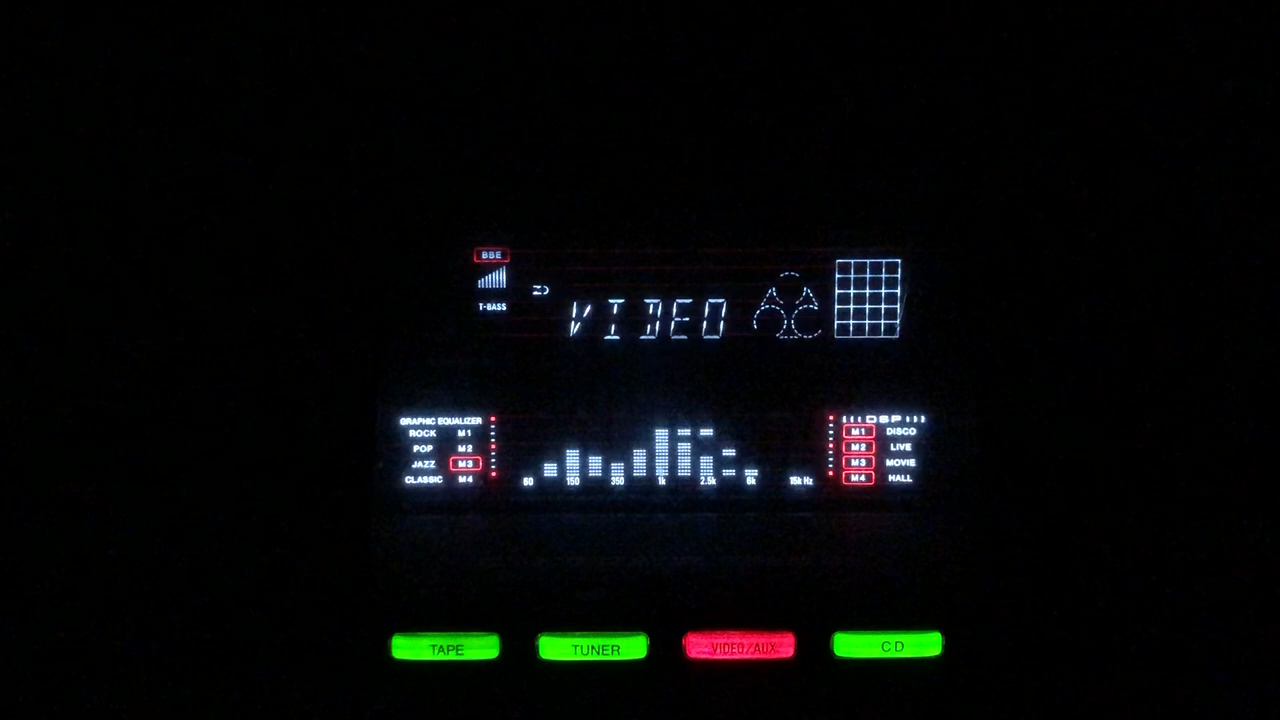 BBE
T-BASS
VIDEO
GRAPHIC EQUALIZER
ROCK M1
POP M2
JAZZ M3
CLASSIC M4
60 150 350 1k 2.5k 6k 15k Hz
DSP
M1 DISCO
M2 LIVE
M3 MOVIE
M4 HALL
TAPE TUNER VIDEO/AUX CD